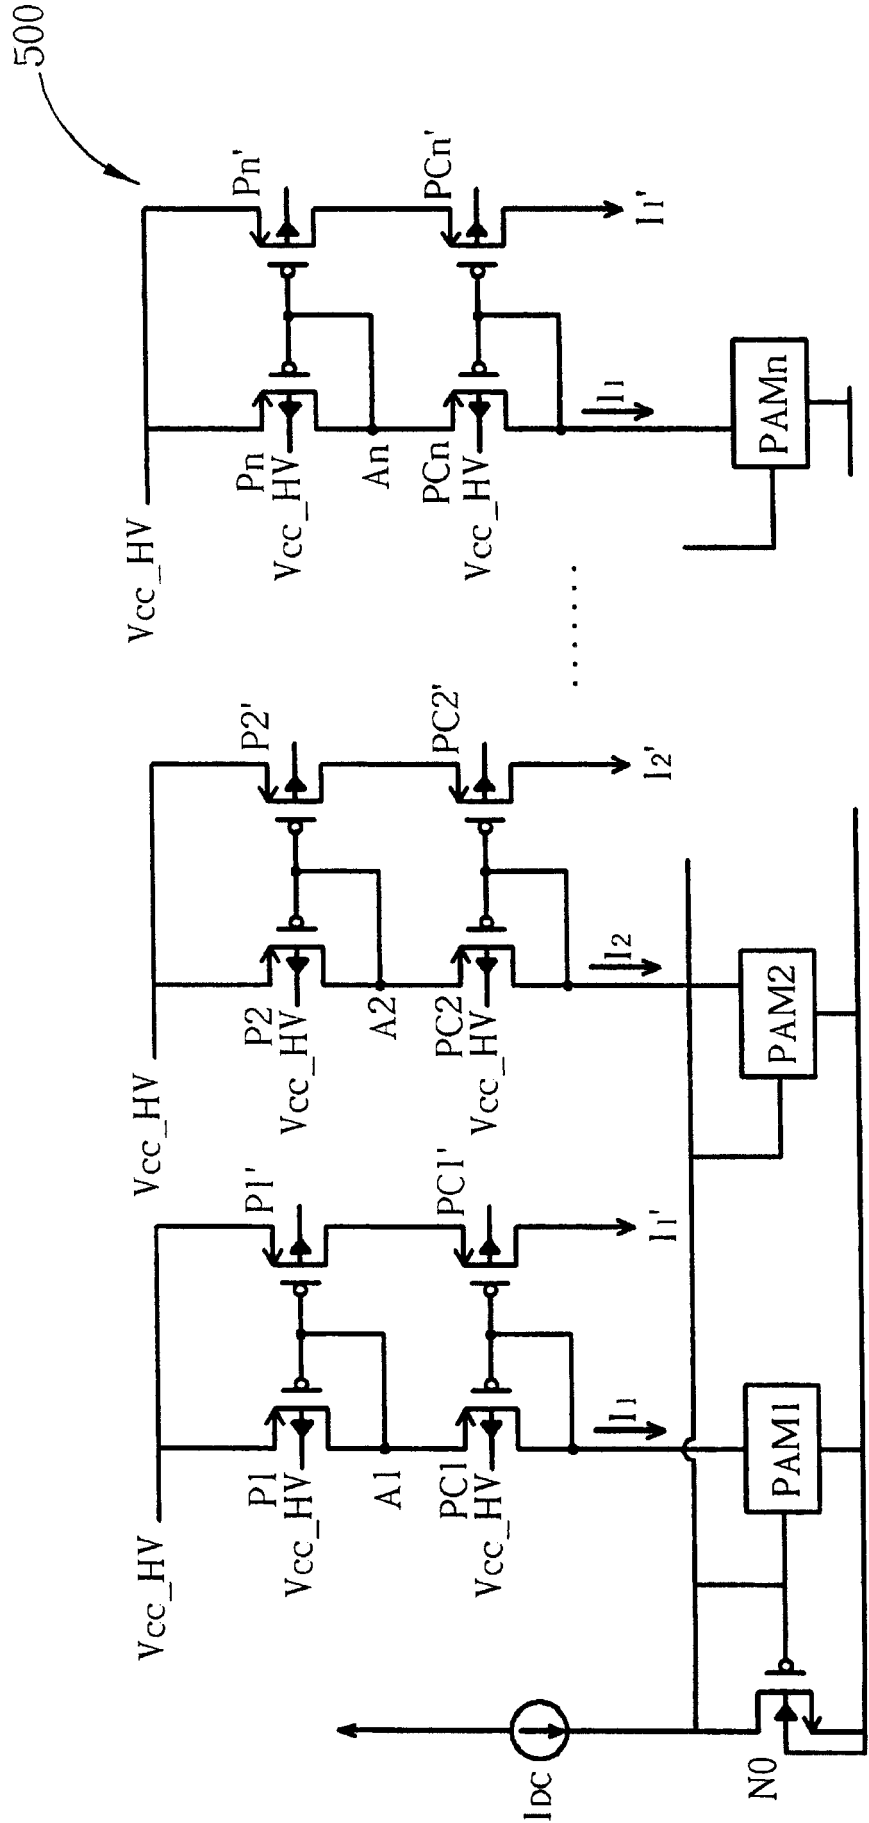 500
Vcc_HV
Vcc_HV
Vcc_HV
P1
P1'
P2
P2'
Pn
Pn'
Vcc_HV
Vcc_HV
Vcc_HV
A1
A2
An
PC1
PC1'
PC2
PC2'
PCn
PCn'
Vcc_HV
Vcc_HV
Vcc_HV
.......
IDC
I1
I1'
I2
I2'
I1
I1'
N0
PAM1
PAM2
PAMn